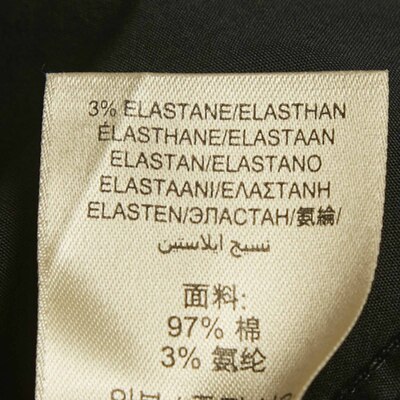 3% ELASTANE/ELASTHAN
ÉLASTHANE/ELASTAAN
ELASTAN/ELASTANO
ELASTAANI/ΕΛΑΣΤΑΝΗ
ELASTEN/ЭЛАСТАН/氨綸/
نسيج ايلاستين
面料:
97% 棉
3% 氨纶